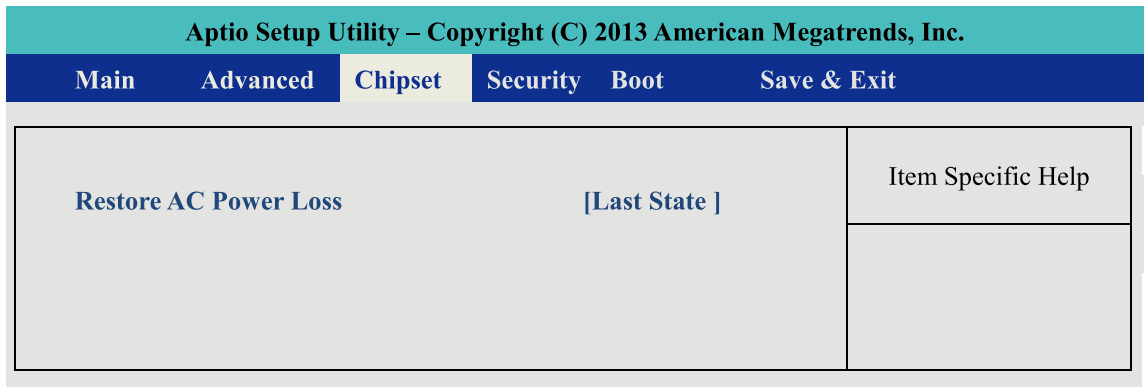 Aptio Setup Utility – Copyright (C) 2013 American Megatrends, Inc.
Main Advanced Chipset Security Boot Save & Exit
Item Specific Help
Restore AC Power Loss [Last State ]